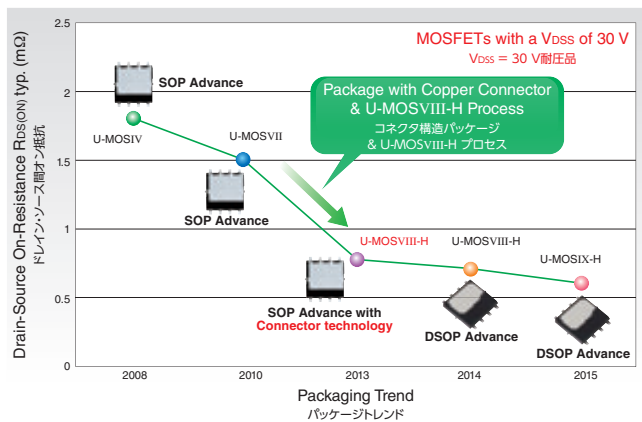 MOSFETs with a VDSS of 30 V
VDSS = 30 V耐圧品
Drain-Source On-Resistance RDS(ON) typ. (mΩ)
ドレイン・ソース間オン抵抗
2.5
2
1.5
1
0.5
0
SOP Advance
U-MOSIV
U-MOSVII
SOP Advance
Package with Copper Connector
& U-MOSVIII-H Process
コネクタ構造パッケージ
& U-MOSVIII-H プロセス
U-MOSVIII-H
SOP Advance with
Connector technology
U-MOSVIII-H
DSOP Advance
U-MOSIX-H
DSOP Advance
2008
2010
2013
2014
2015
Packaging Trend
パッケージトレンド